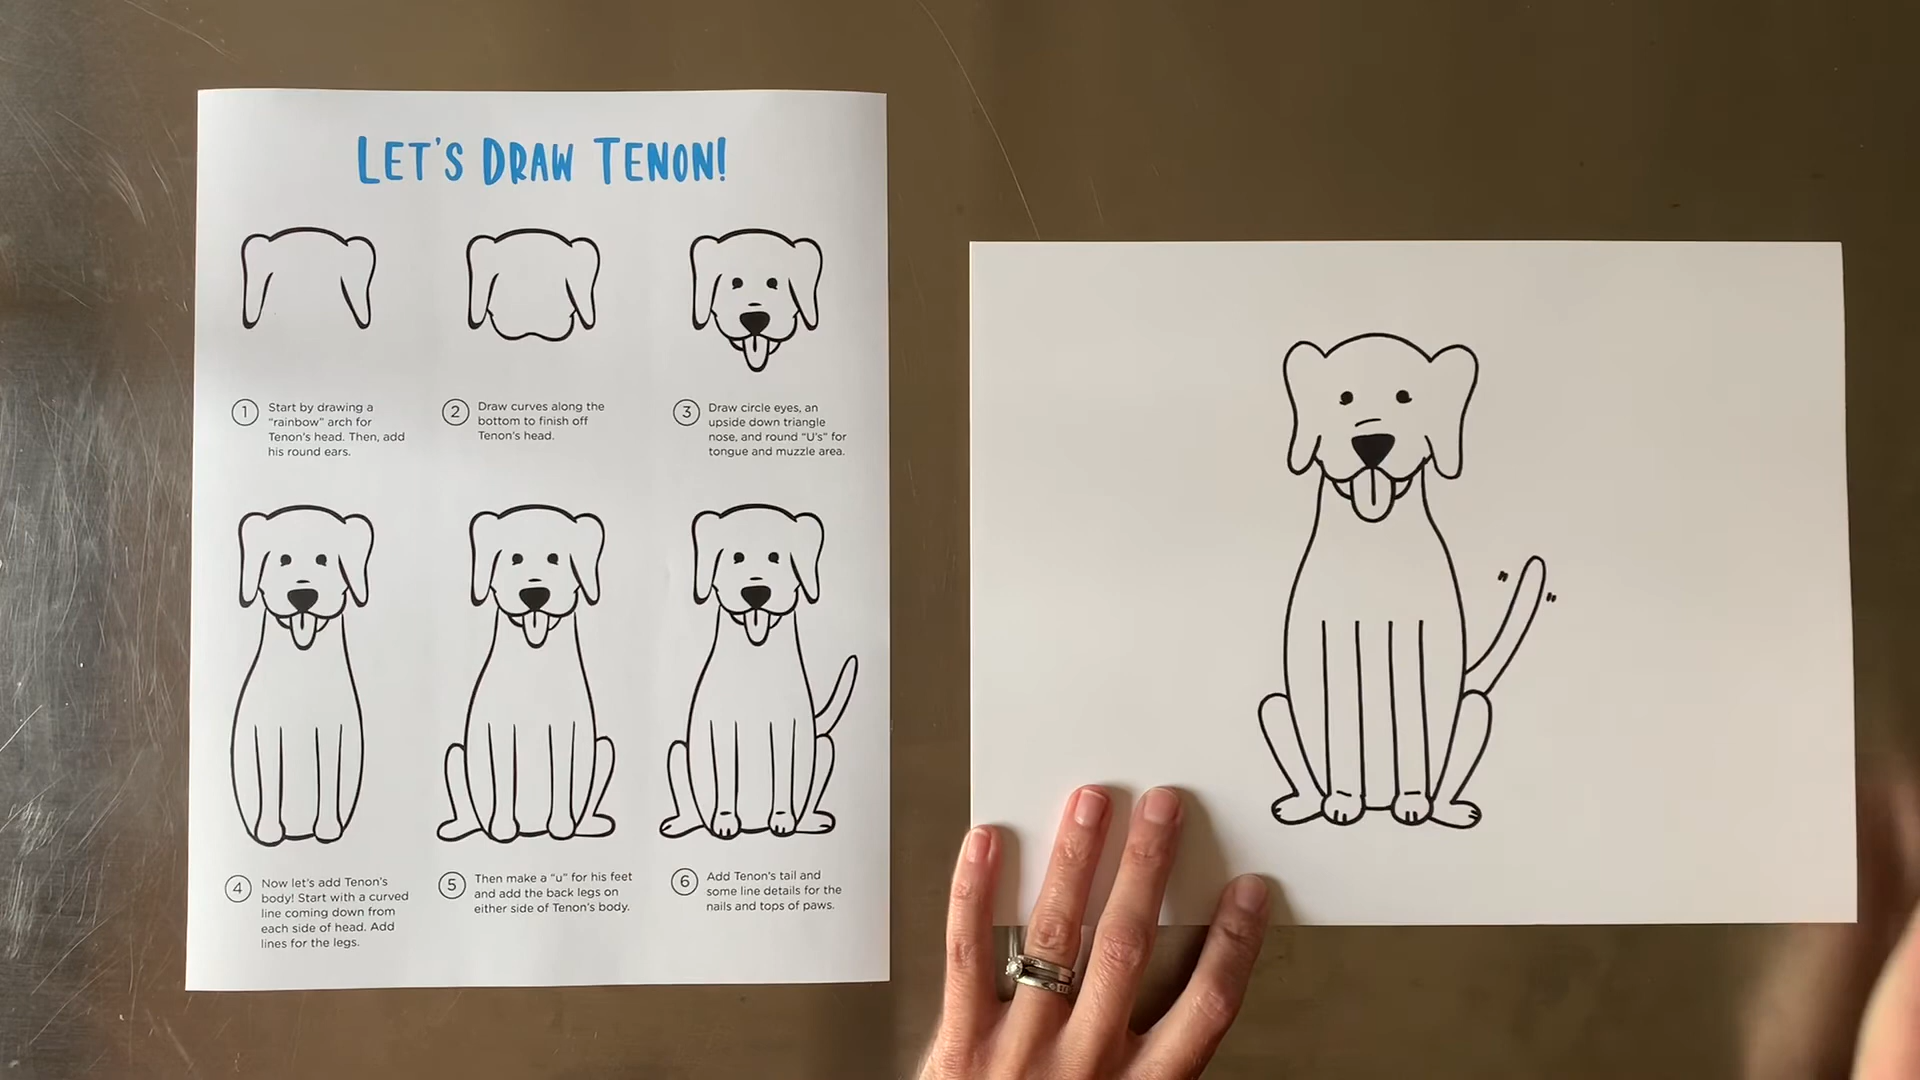 LET'S DRAW TENON!
1 Start by drawing a
"rainbow" arch for
Tenon's head. Then, add
his round ears.
2 Draw curves along the
bottom to finish off
Tenon's head.
3 Draw circle eyes, an
upside down triangle
nose, and round "U's" for
tongue and muzzle area.
4 Now let's add Tenon's
body! Start with a curved
line coming down from
each side of head. Add
lines for the legs.
5 Then make a "u" for his feet
and add the back legs on
either side of Tenon's body.
6 Add Tenon's tail and
some line details for the
nails and tops of paws.